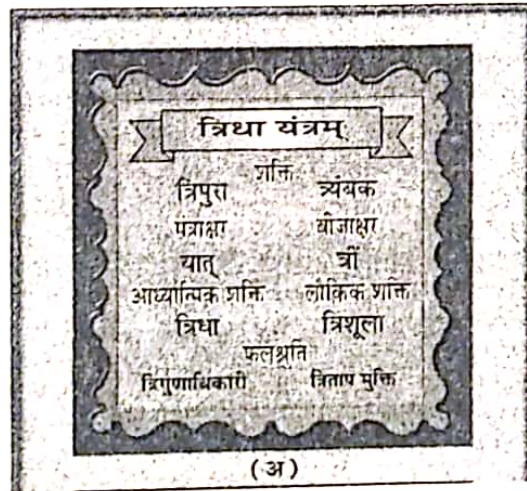 त्रिधा यंत्रम्
शक्ति
त्रिपुरा त्र्यंबक
पत्राक्षर बीजाक्षर
यात् त्रीं
आध्यात्मिक शक्ति लौकिक शक्ति
त्रिधा त्रिशूला
फलश्रुति
त्रिगुणाधिकारी त्रिताप मुक्ति
(अ)